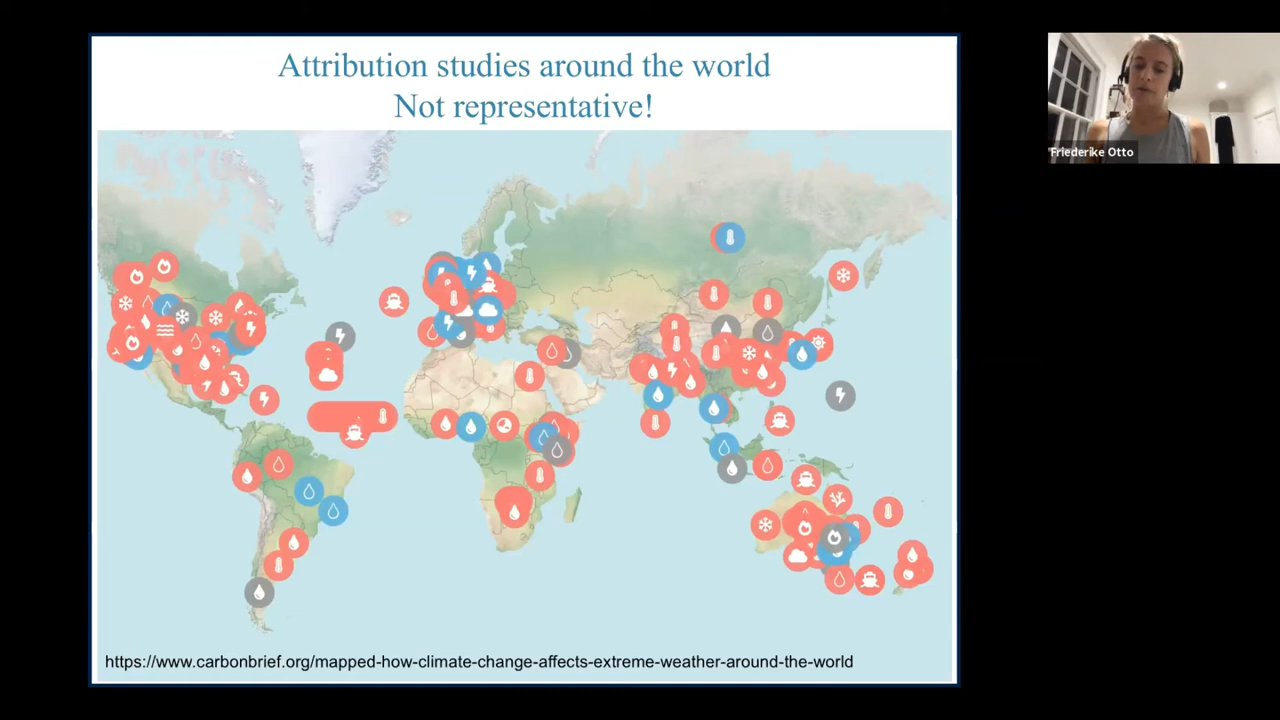 Attribution studies around the world
Not representative!
https://www.carbonbrief.org/mapped-how-climate-change-affects-extreme-weather-around-the-world
Friederike Otto